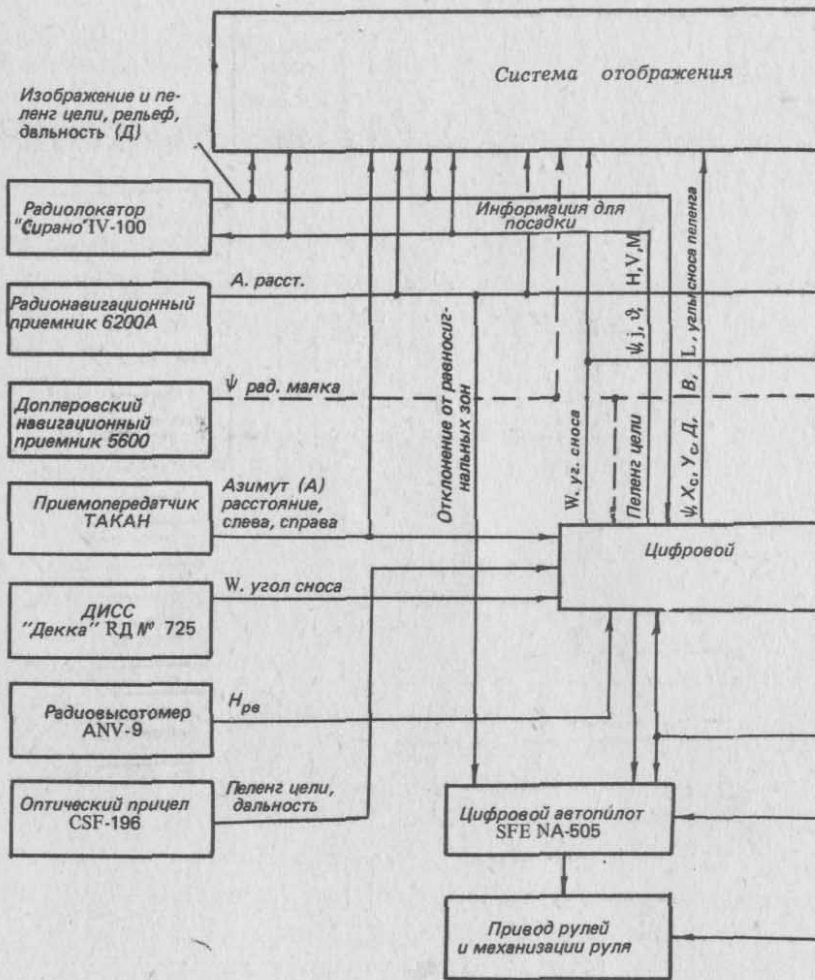 Система отображения
Изображение и пе-
ленг цели, рельеф,
дальность (Д)
Радиолокатор
"Сирано" IV-100
Информация для
посадки
Радионавигационный
приемник 6200А
А. расст.
Ψ j, ϑ, H,V,M
Доплеровский
навигационный
приемник 5600
ψ рад. маяка
Отклонение от равносиг-
нальных зон
W. уг. сноса
Пеленг цели
Ψ, Xс, Yс, Д, B, L, углы сноса пеленга
Приемопередатчик
ТАКАН
Азимут (А)
расстояние,
слева, справа
Цифровой
ДИСС
"Декка" RД № 725
W. угол сноса
Радиовысотомер
ANV-9
Hрв
Оптический прицел
CSF-196
Пеленг цели,
дальность
Цифровой автопилот
SFE NA-505
Привод рулей
и механизации руля